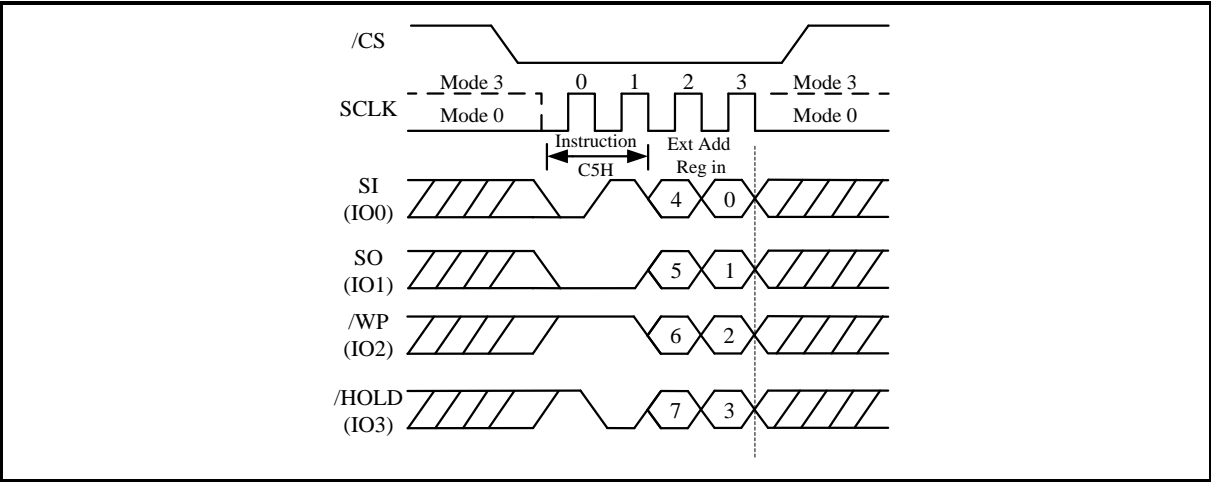 /CS
Mode 3 0 1 2 3 Mode 3
SCLK Mode 0 Mode 0
Instruction Ext Add
C5H Reg in
SI
(IO0) 4 0
SO
(IO1) 5 1
/WP
(IO2) 6 2
/HOLD
(IO3) 7 3